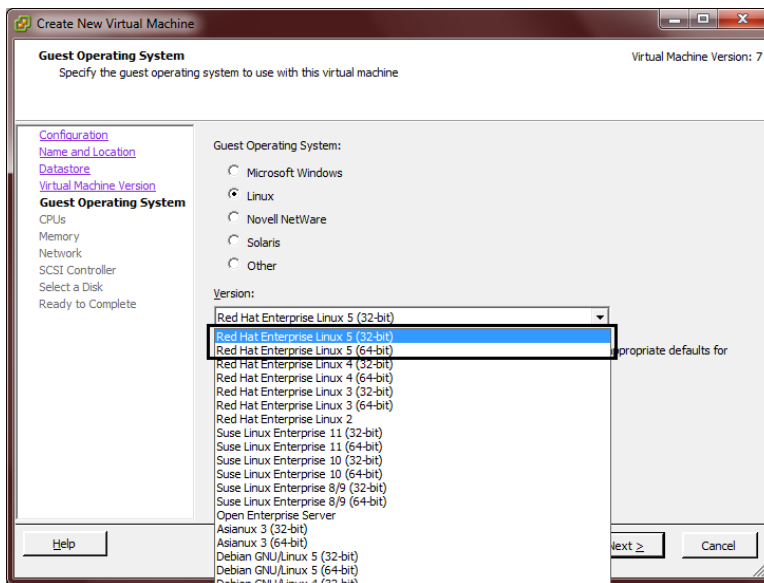 Create New Virtual Machine
Guest Operating System
Virtual Machine Version: 7
Specify the guest operating system to use with this virtual machine
Configuration
Name and Location
Datastore
Virtual Machine Version
Guest Operating System
CPUs
Memory
Network
SCSI Controller
Select a Disk
Ready to Complete
Guest Operating System:
Microsoft Windows
Linux
Novell NetWare
Solaris
Other
Version:
Red Hat Enterprise Linux 5 (32-bit)
Red Hat Enterprise Linux 5 (32-bit)
Red Hat Enterprise Linux 5 (64-bit)
defaults for
Red Hat Enterprise Linux 4 (32-bit)
Red Hat Enterprise Linux 4 (64-bit)
Red Hat Enterprise Linux 3 (32-bit)
Red Hat Enterprise Linux 3 (64-bit)
Red Hat Enterprise Linux 2
Suse Linux Enterprise 11 (32-bit)
Suse Linux Enterprise 11 (64-bit)
Suse Linux Enterprise 10 (32-bit)
Suse Linux Enterprise 10 (64-bit)
Suse Linux Enterprise 8/9 (32-bit)
Suse Linux Enterprise 8/9 (64-bit)
Open Enterprise Server
Asianux 3 (32-bit)
Asianux 3 (64-bit)
Debian GNU/Linux 5 (32-bit)
Debian GNU/Linux 5 (64-bit)
Debian GNU/Linux 4 (32-bit)
Help
Next >
Cancel